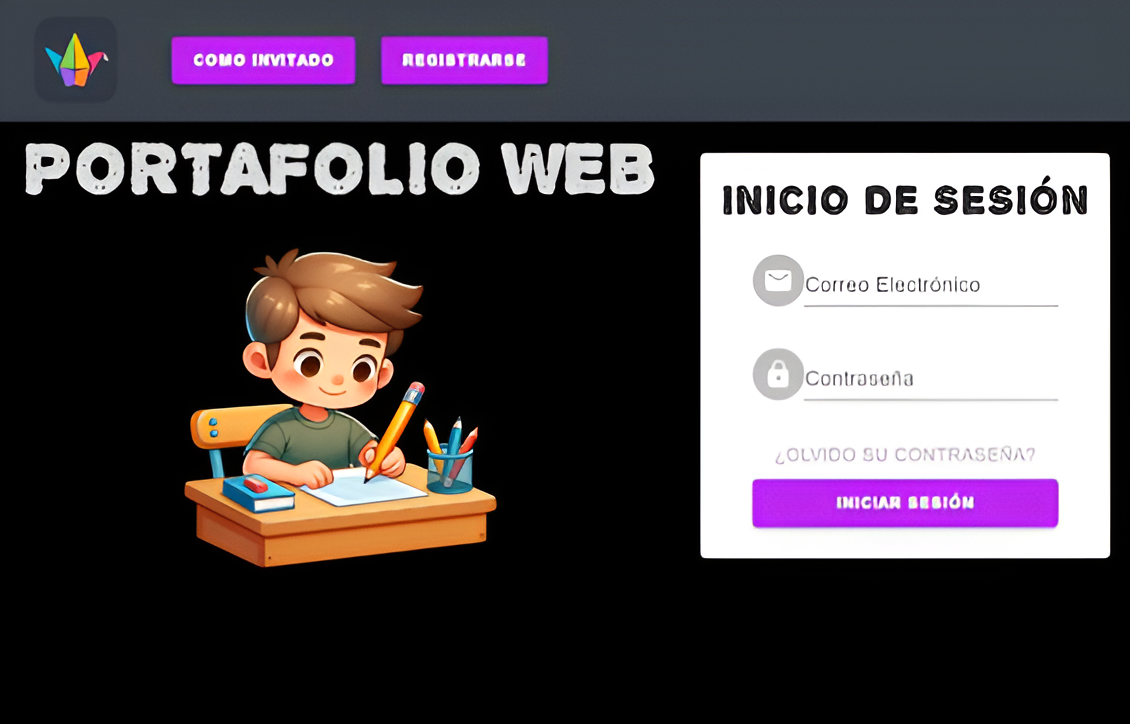 COMO INVITADO
REGISTRARSE
PORTAFOLIO WEB
INICIO DE SESIÓN
Correo Electrónico
Contraseña
¿OLVIDO SU CONTRASEÑA?
INICIAR SESIÓN